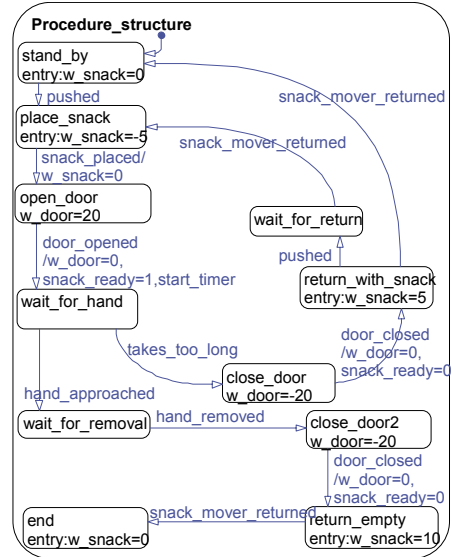 Procedure_structure
stand_by
entry:w_snack=0
pushed
snack_mover_returned
place_snack
entry:w_snack=-5
snack_mover_returned
snack_placed/
w_snack=0
open_door
w_door=20
wait_for_return
door_opened
/w_door=0,
snack_ready=1,start_timer
pushed
return_with_snack
entry:w_snack=5
wait_for_hand
door_closed
/w_door=0,
snack_ready=0
takes_too_long
close_door
w_door=-20
hand_approached
wait_for_removal
hand_removed
close_door2
w_door=-20
door_closed
/w_door=0,
snack_ready=0
end
entry:w_snack=0
snack_mover_returned
return_empty
entry:w_snack=10